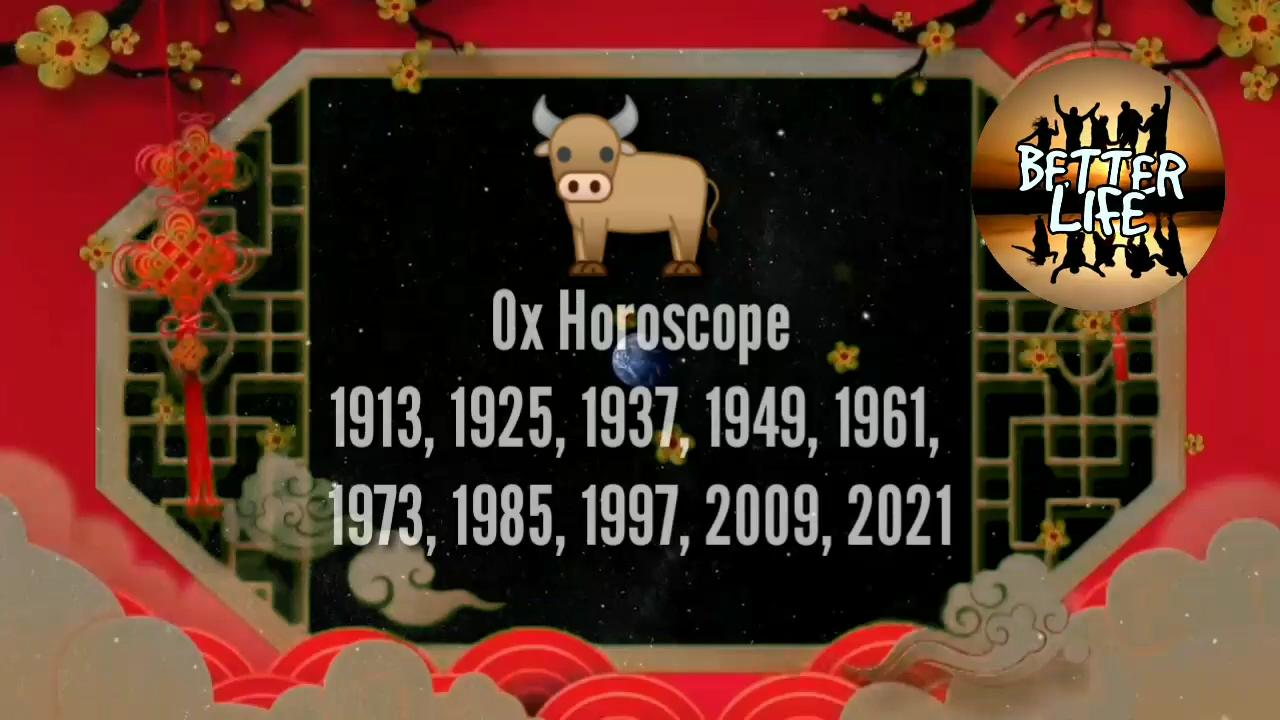 BETTER
LIFE
Ox Horoscope
1913, 1925, 1937, 1949, 1961,
1973, 1985, 1997, 2009, 2021